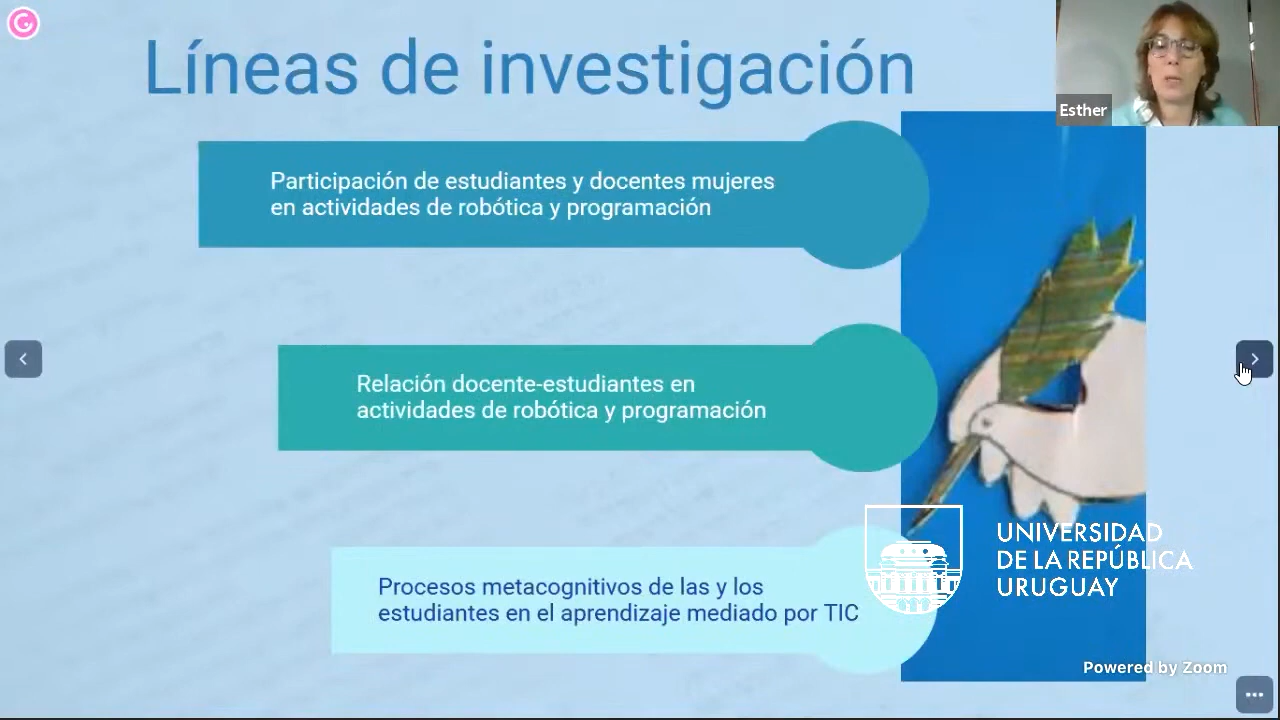 Líneas de investigación
Esther
Participación de estudiantes y docentes mujeres
en actividades de robótica y programación
Relación docente-estudiantes en
actividades de robótica y programación
Procesos metacognitivos de las y los
estudiantes en el aprendizaje mediado por TIC
UNIVERSIDAD
DE LA REPÚBLICA
URUGUAY
Powered by Zoom